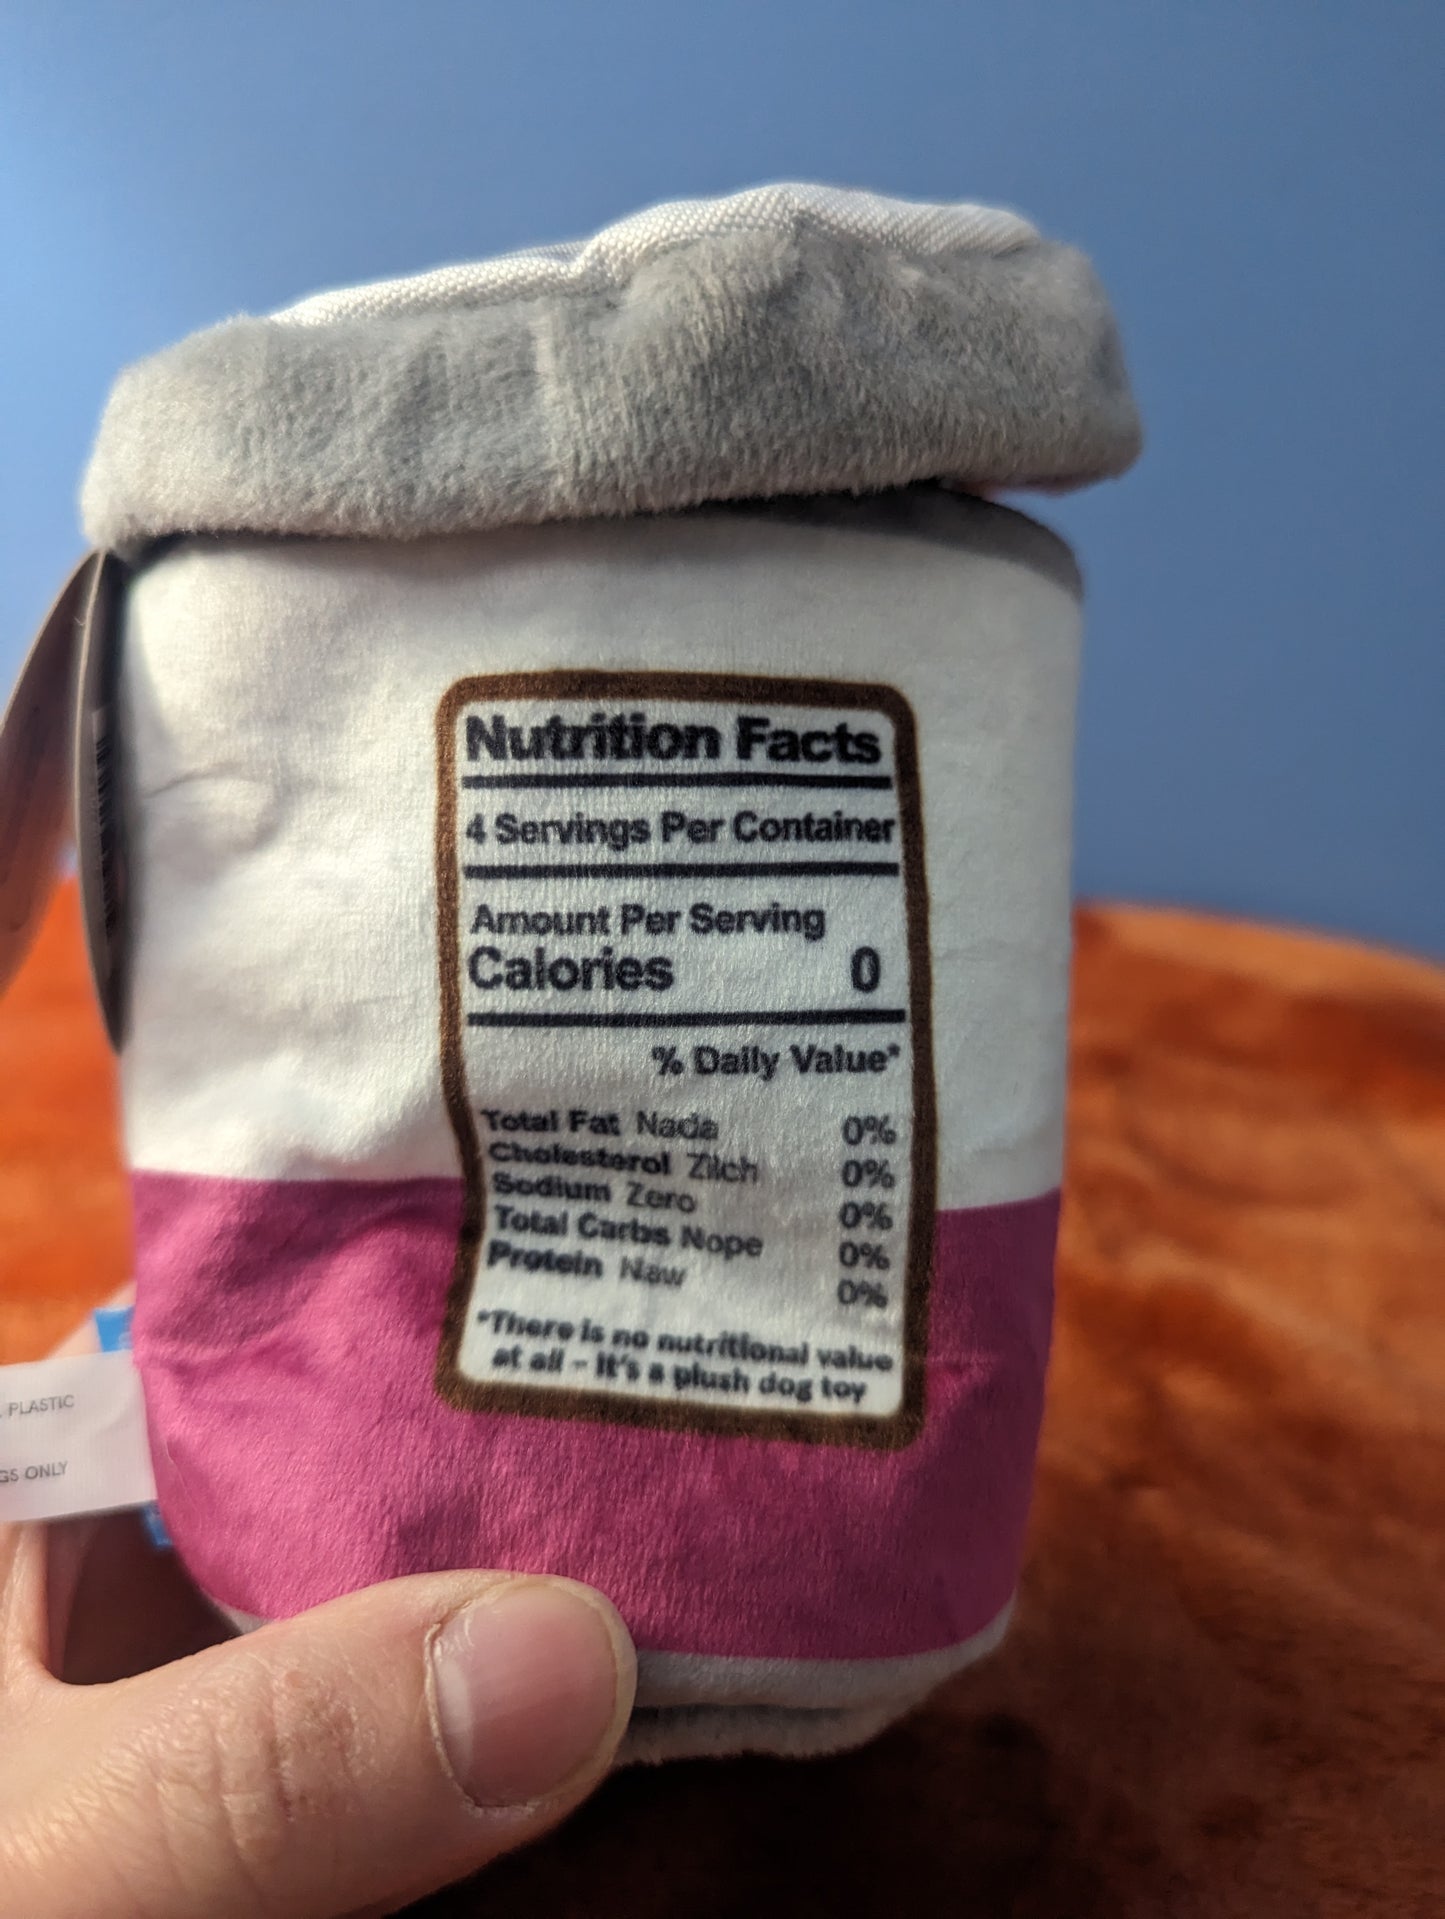 Nutrition Facts
4 Servings Per Container
Amount Per Serving
Calories 0
% Daily Value*
Total Fat Nada 0%
Cholesterol Zilch 0%
Sodium Zero 0%
Total Carbs Nope 0%
Protein Naw 0%
*There is no nutritional value
at all - It's a plush dog toy
PLASTIC
ONLY